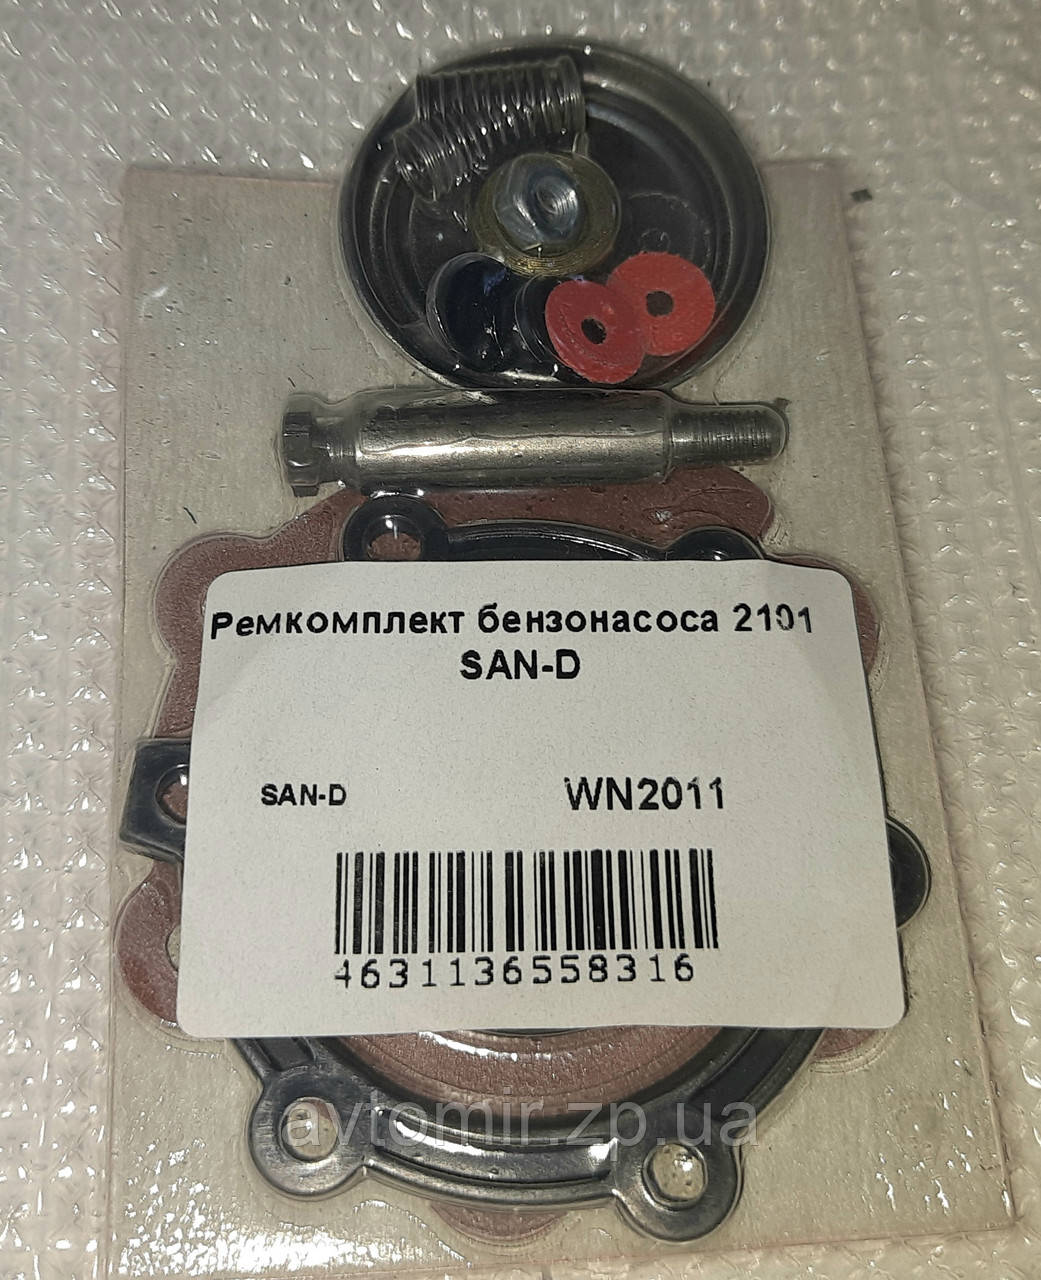 Ремкомплект бензонасоса 2101
SAN-D
SAN-D WN2011
4631136558316
avtomir.zp.ua